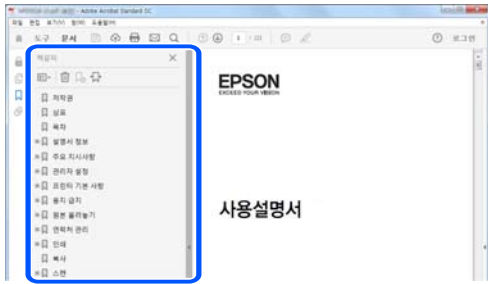 - Adobe Acrobat Standard DC
파일 편집 보기(V) 창(W) 도움말(H)
홈 도구 문서
로그인
책갈피
저작권
상표
목차
설명서 정보
주요 지시사항
관리자 설정
프린터 기본 사항
용지 급지
원본 올려놓기
연락처 관리
인쇄
복사
스캔
EPSON
EXCEED YOUR VISION
사용설명서